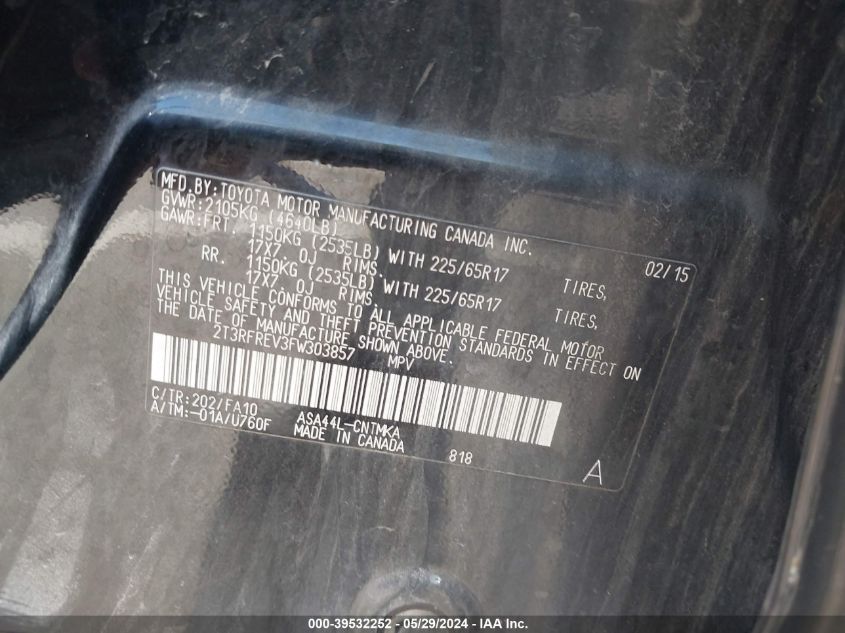 MFD.BY:TOYOTA MOTOR MANUFACTURING CANADA INC.
GVWR:2105KG (4640LB) 02/15
GAWR:FRT. 1150KG (2535LB) WITH 225/65R17 TIRES,
17X7.0J RIMS.
RR. 1150KG (2535LB) WITH 225/65R17 TIRES,
17X7.0J RIMS.
THIS VEHICLE CONFORMS TO ALL APPLICABLE FEDERAL MOTOR
VEHICLE SAFETY AND THEFT PREVENTION STANDARDS IN EFFECT ON
THE DATE OF MANUFACTURE SHOWN ABOVE.
2T3RFREV3FW303857 MPV
C/TR:202/FA10 ASA44L-CNTMKA
A/TM:-01A/U760F MADE IN CANADA 818 A
000-39532252 - 05/29/2024 - IAA Inc.